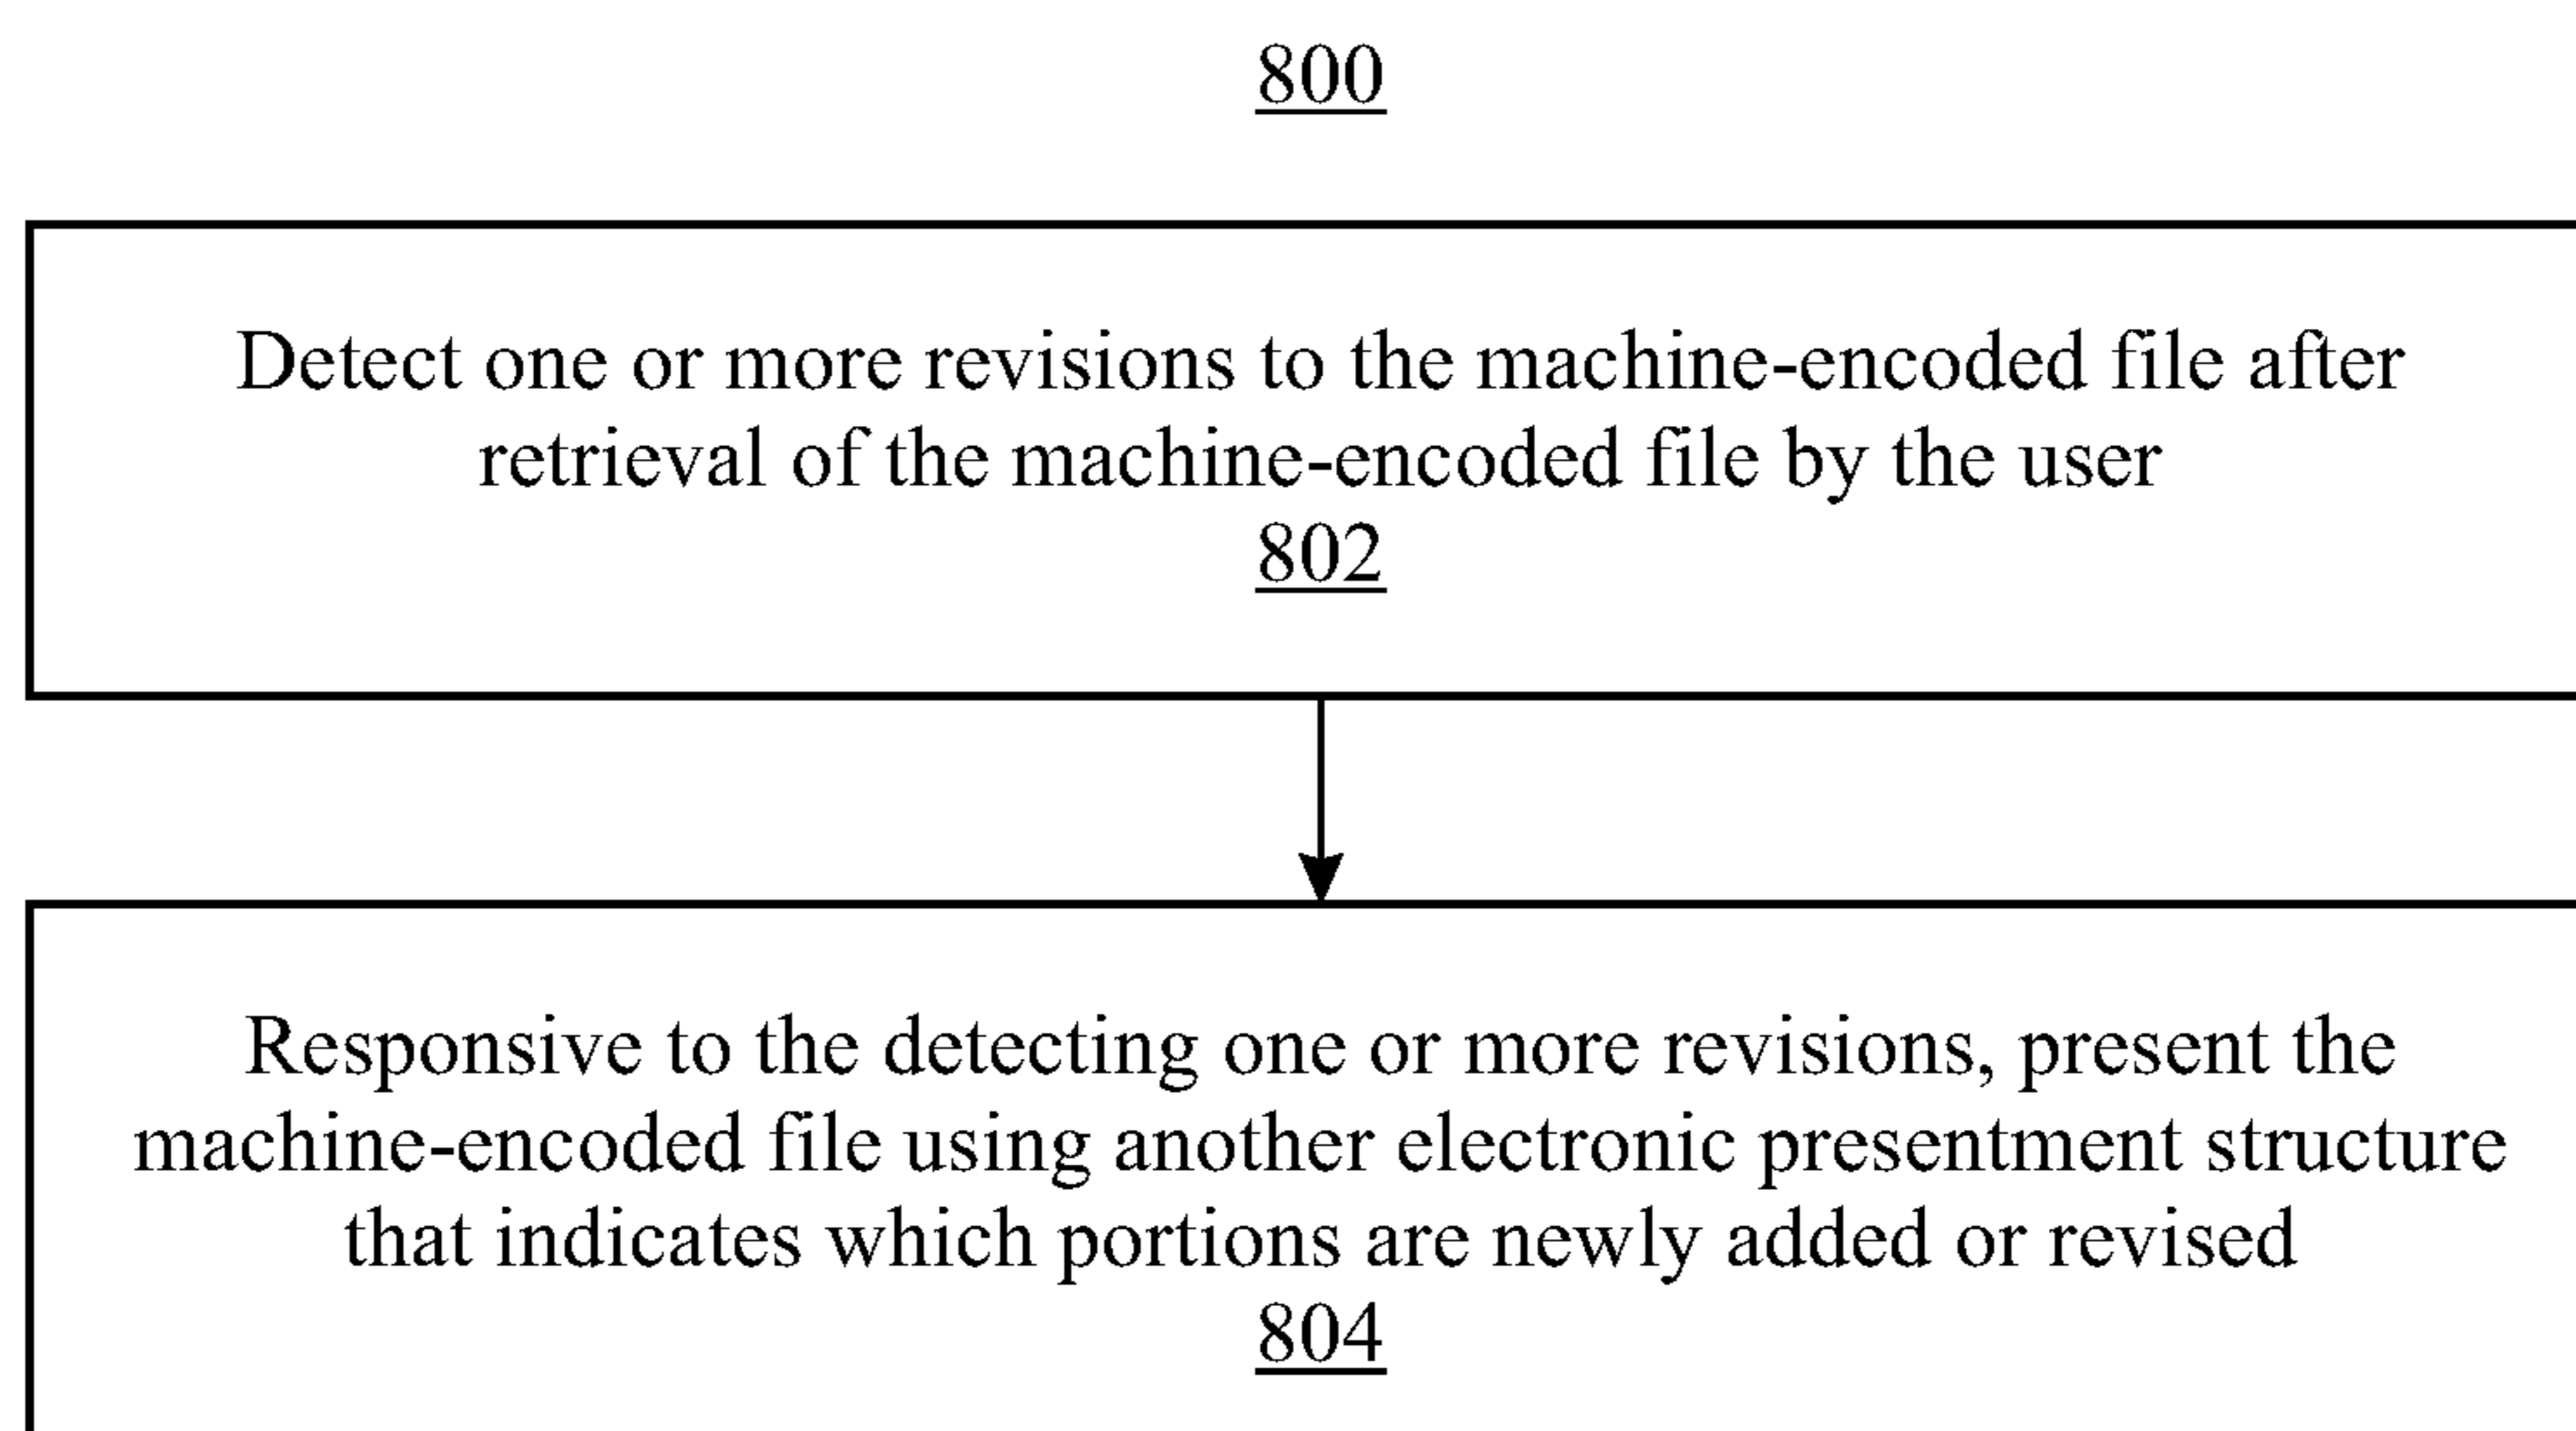 800
Detect one or more revisions to the machine-encoded file after
retrieval of the machine-encoded file by the user
802
Responsive to the detecting one or more revisions, present the
machine-encoded file using another electronic presentment structure
that indicates which portions are newly added or revised
804